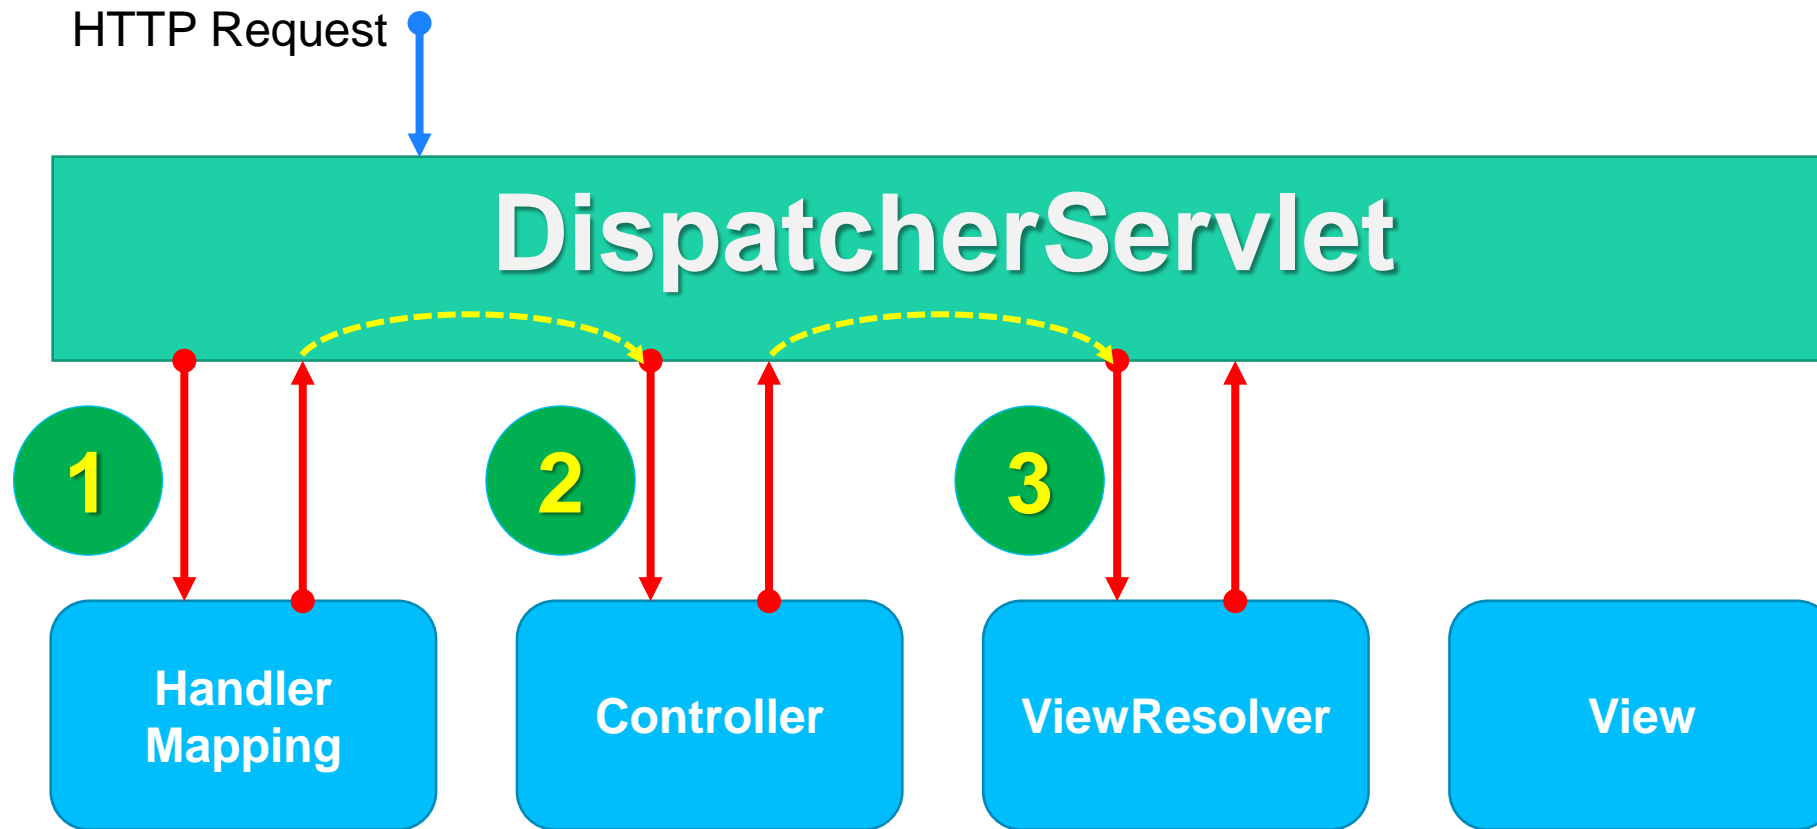 HTTP Request
DispatcherServlet
1
2
3
Handler
Mapping
Controller
ViewResolver
View